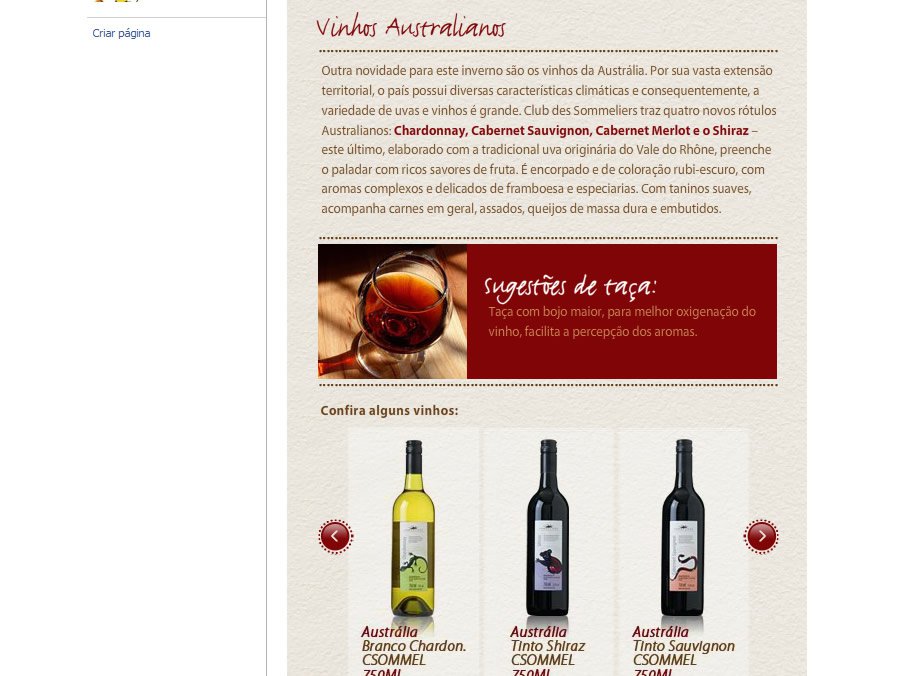 Criar página
Vinhos Australianos
Outra novidade para este inverno são os vinhos da Austrália. Por sua vasta extensão
territorial, o país possui diversas características climáticas e consequentemente, a
variedade de uvas e vinhos é grande. Club des Sommeliers traz quatro novos rótulos
Australianos: Chardonnay, Cabernet Sauvignon, Cabernet Merlot e o Shiraz –
este último, elaborado com a tradicional uva originária do Vale do Rhône, preenche
o paladar com ricos savores de fruta. É encorpado e de coloração rubi-escuro, com
aromas complexos e delicados de framboesa e especiarias. Com taninos suaves,
acompanha carnes em geral, assados, queijos de massa dura e embutidos.
Sugestões de taça:
Taça com bojo maior, para melhor oxigenação do
vinho, facilita a percepção dos aromas.
Confira alguns vinhos:
Austrália
Branco Chardon.
CSOMMEL
750ML
Austrália
Tinto Shiraz
CSOMMEL
750ML
Austrália
Tinto Sauvignon
CSOMMEL
750ML